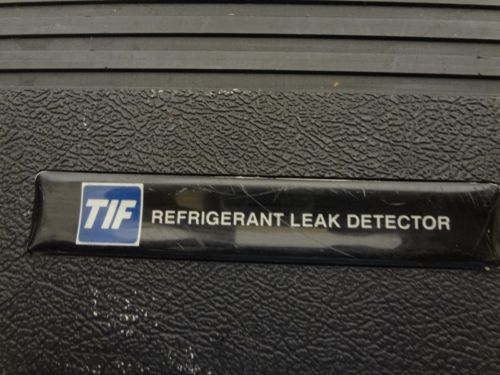 TIF REFRIGERANT LEAK DETECTOR